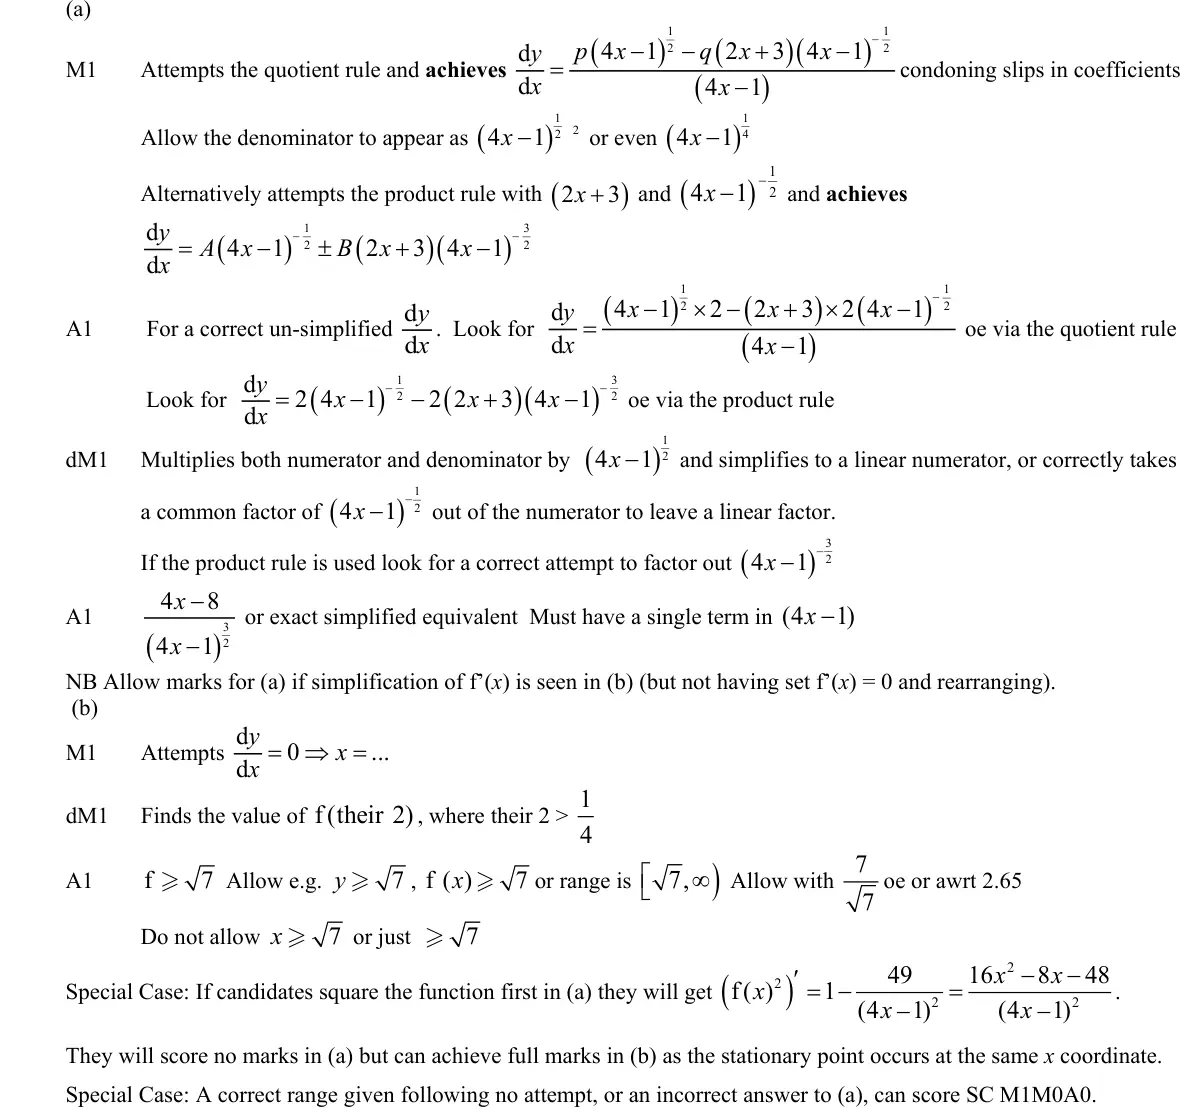 (a)
M1 Attempts the quotient rule and achieves dy/dx = (p(4x−1)^(1/2) − q(2x+3)(4x−1)^(−1/2))/(4x−1) condoning slips in coefficients
Allow the denominator to appear as (4x−1)^(1/2) ² or even (4x−1)^(1/4)
Alternatively attempts the product rule with (2x+3) and (4x−1)^(−1/2) and achieves
dy/dx = A(4x−1)^(−1/2) ± B(2x+3)(4x−1)^(−3/2)
A1 For a correct un-simplified dy/dx. Look for dy/dx = ((4x−1)^(1/2) × 2 − (2x+3) × 2(4x−1)^(−1/2))/(4x−1) oe via the quotient rule
Look for dy/dx = 2(4x−1)^(−1/2) − 2(2x+3)(4x−1)^(−3/2) oe via the product rule
dM1 Multiplies both numerator and denominator by (4x−1)^(1/2) and simplifies to a linear numerator, or correctly takes
a common factor of (4x−1)^(−1/2) out of the numerator to leave a linear factor.
If the product rule is used look for a correct attempt to factor out (4x−1)^(−3/2)
A1 (4x−8)/(4x−1)^(3/2) or exact simplified equivalent Must have a single term in (4x−1)
NB Allow marks for (a) if simplification of f’(x) is seen in (b) (but not having set f’(x) = 0 and rearranging).
(b)
M1 Attempts dy/dx = 0 ⇒ x = ...
dM1 Finds the value of f(their 2), where their 2 > 1/4
A1 f ⩾ √7 Allow e.g. y ⩾ √7 , f (x) ⩾ √7 or range is [√7,∞) Allow with 7/√7 oe or awrt 2.65
Do not allow x ⩾ √7 or just ⩾ √7
Special Case: If candidates square the function first in (a) they will get (f(x)²)′ = 1 − 49/(4x−1)² = (16x² − 8x − 48)/(4x−1)² .
They will score no marks in (a) but can achieve full marks in (b) as the stationary point occurs at the same x coordinate.
Special Case: A correct range given following no attempt, or an incorrect answer to (a), can score SC M1M0A0.